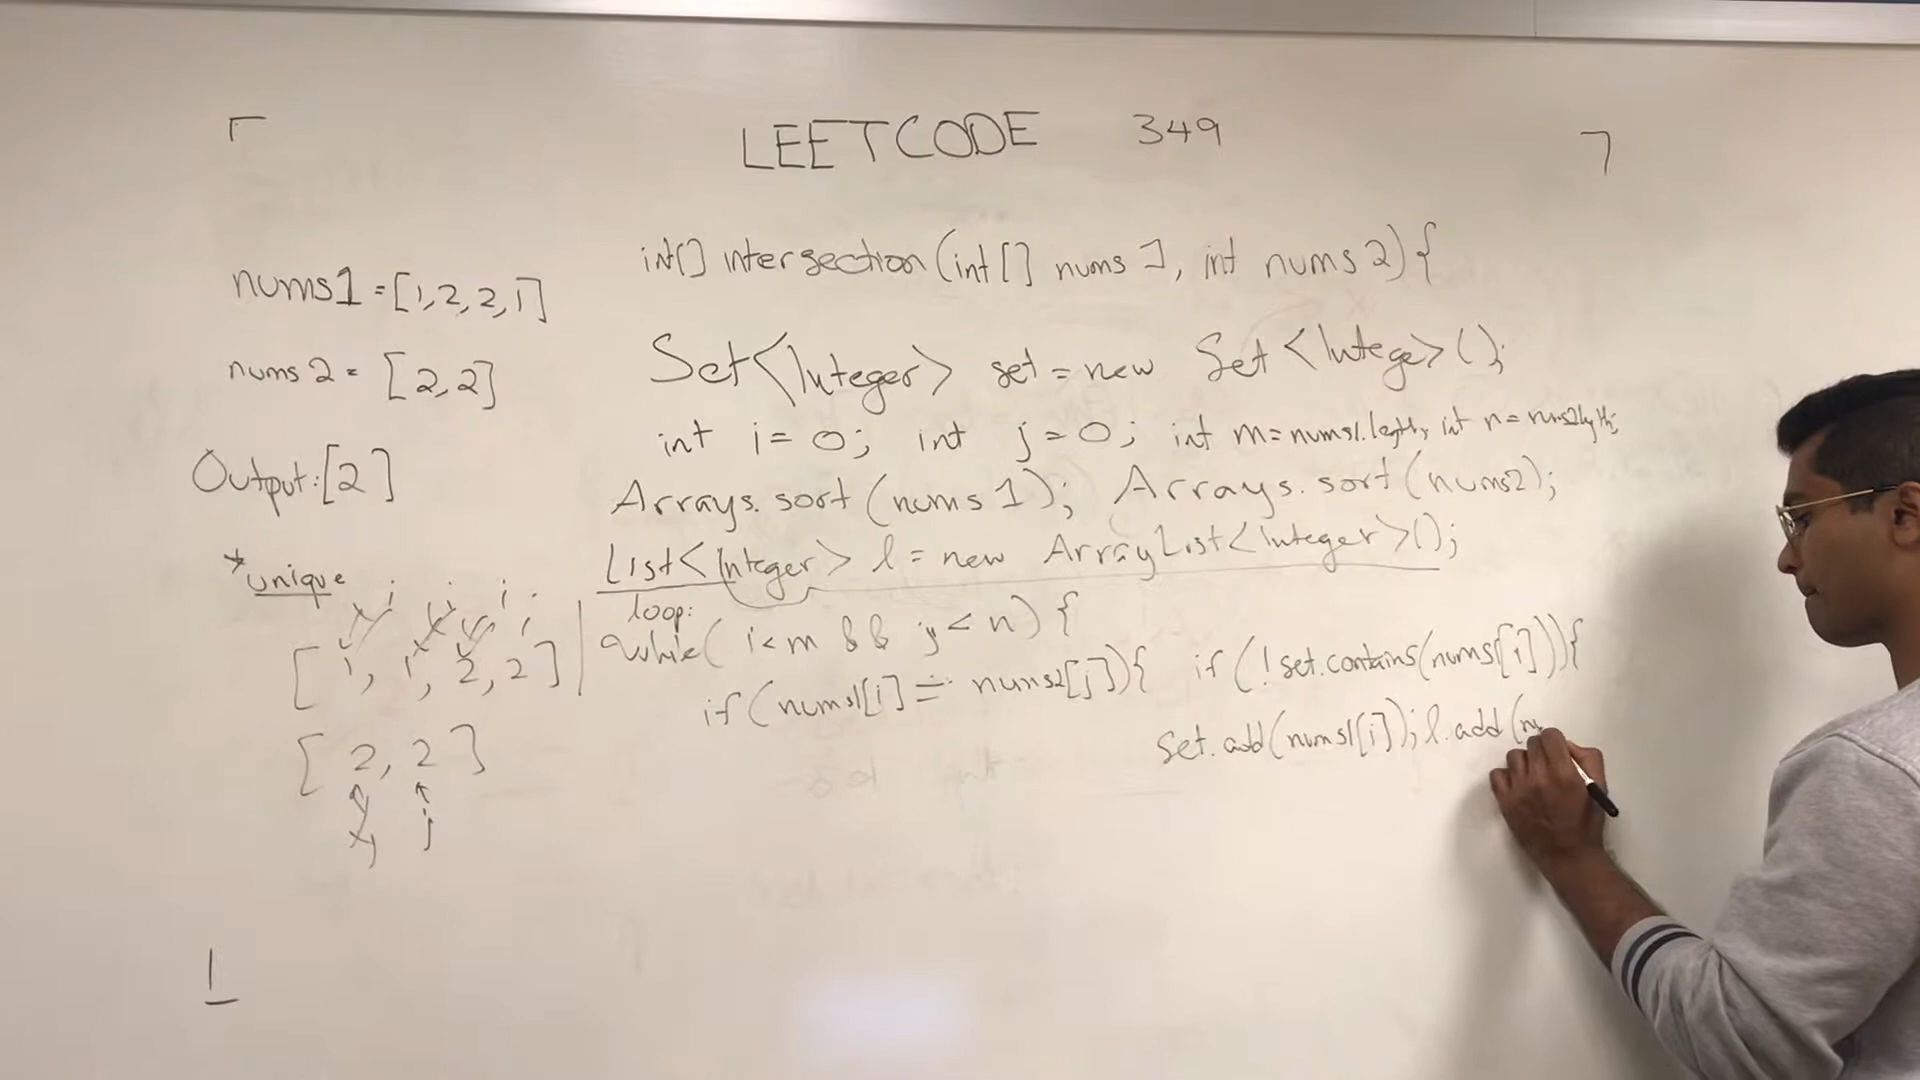 LEETCODE 349
nums1 = [1,2,2,1]
nums2 = [2,2]
Output: [2]
*unique
[1, 1, 2, 2]
[2, 2]
j
int[] intersection(int[] nums1, int nums2){
Set<Integer> set = new Set<Intege>();
int i = 0; int j = 0; int m = nums1.length, int n = nums2.length;
Arrays.sort(nums1); Arrays.sort(nums2);
List<Integer> l = new ArrayList<Integer>();
loop:
while( i<m && j<n) {
if(nums1[i] == nums2[j]){ if(!set.contains(nums1[i])){
set.add(nums1[i]); l.add(